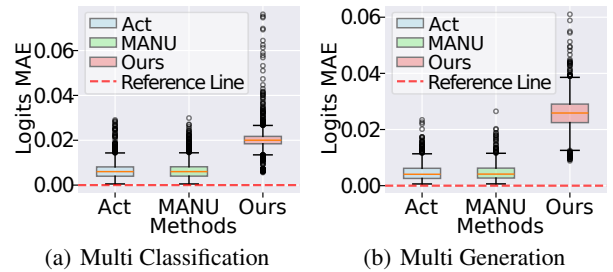 Logits MAE
0.06
0.04
0.02
0.00
Act
MANU
Ours
Reference Line
Act MANU Ours
Methods
(a) Multi Classification
Logits MAE
0.06
0.04
0.02
0.00
Act
MANU
Ours
Reference Line
Act MANU Ours
Methods
(b) Multi Generation